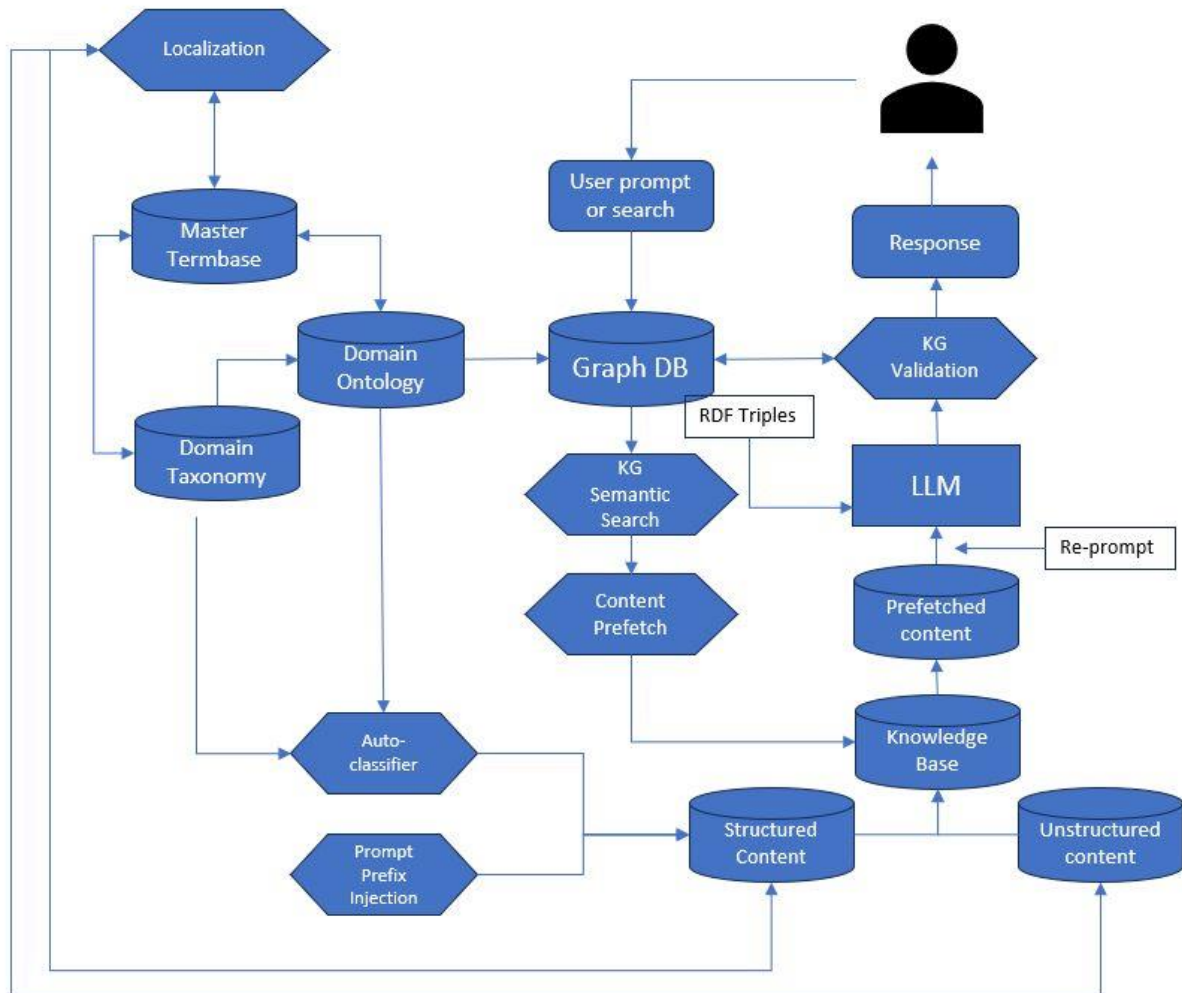 Localization
User prompt
or search
Master
Termbase
Response
Domain
Ontology
Graph DB
KG
Validation
RDF Triples
Domain
Taxonomy
KG
Semantic
Search
LLM
Re-prompt
Content
Prefetch
Prefetched
content
Auto-
classifier
Knowledge
Base
Structured
Content
Unstructured
content
Prompt
Prefix
Injection